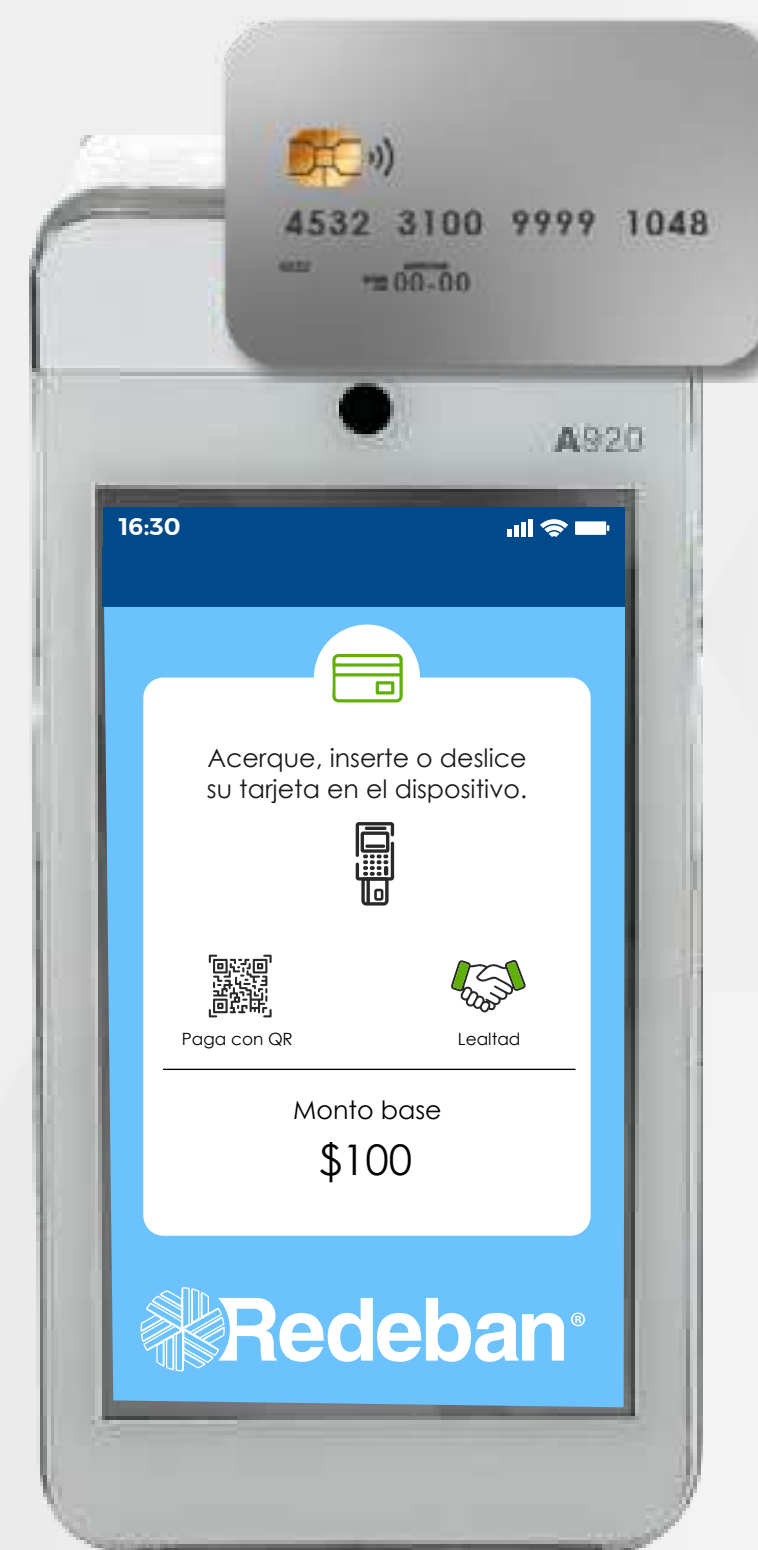 4532 3100 9999 1048
00-00
A920
16:30
Acerque, inserte o deslice
su tarjeta en el dispositivo.
Paga con QR
Lealtad
Monto base
$100
Redeban®